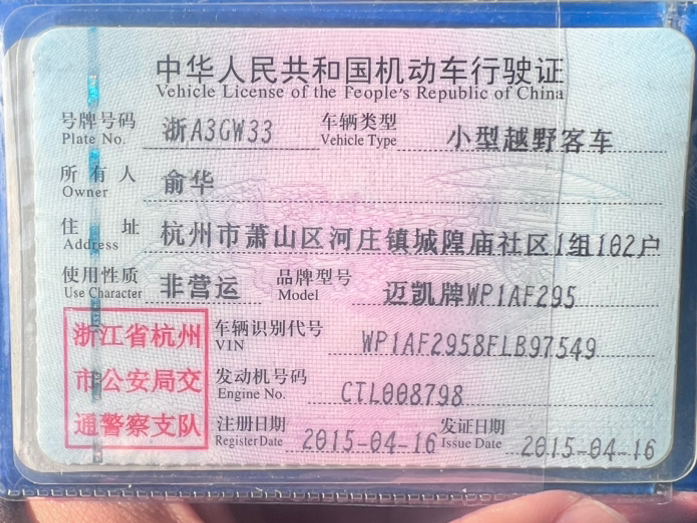 中华人民共和国机动车行驶证
Vehicle License of the People's Republic of China
号牌号码 浙A3GW33 车辆类型 小型越野客车
Plate No. Vehicle Type
所有人 俞华
Owner
住址 杭州市萧山区河庄镇城隍庙社区1组102户
Address
使用性质 非营运 品牌型号 迈凯牌WP1AF295
Use Character Model
浙江省杭州
市公安局交
通警察支队
车辆识别代号 WP1AF2958FLB97549
VIN
发动机号码 CTL008798
Engine No.
注册日期 2015-04-16 发证日期 2015-04-16
Register Date Issue Date